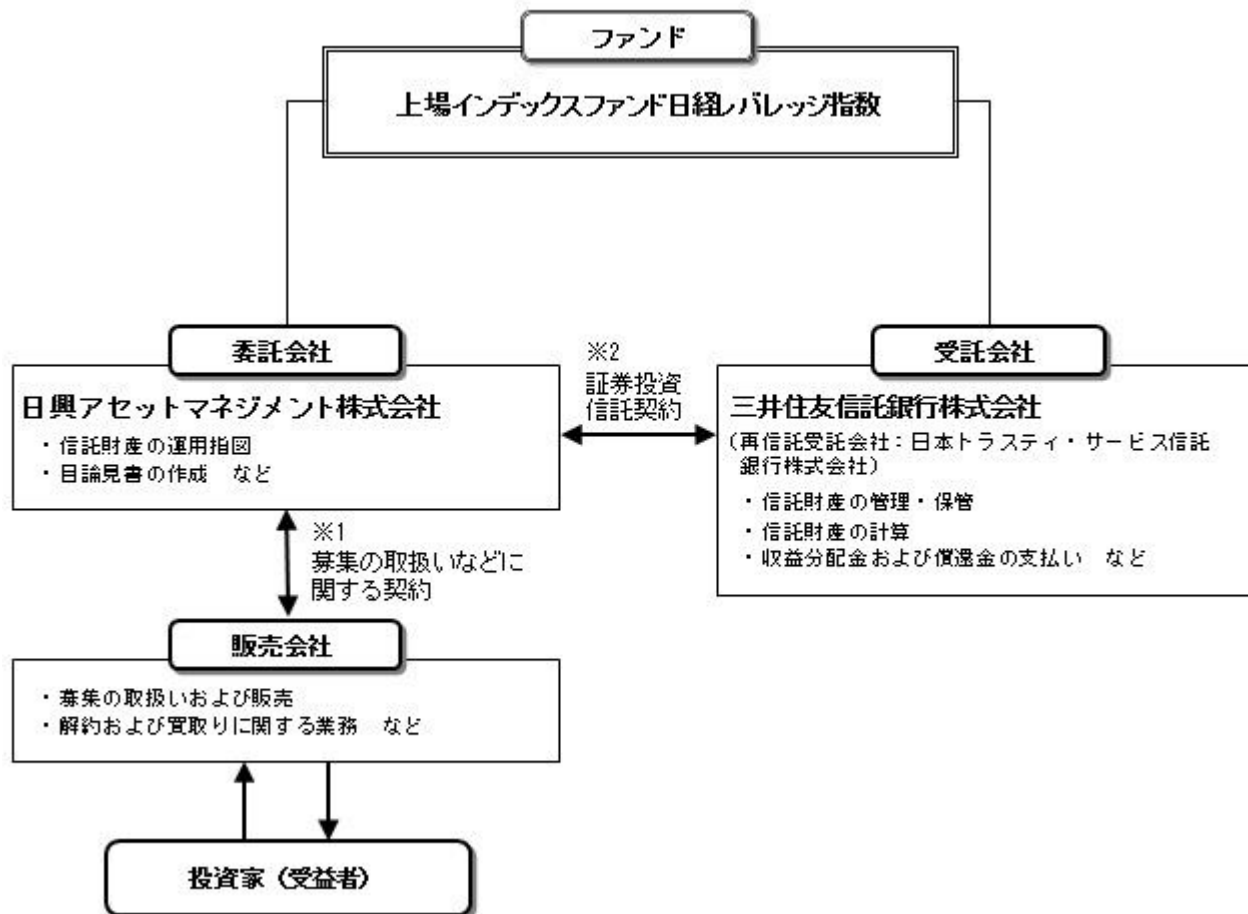 ファンド
上場インデックスファンド日経レバレッジ指数
委託会社
日興アセットマネジメント株式会社
・信託財産の運用指図
・目論見書の作成　など
※2
証券投資
信託契約
受託会社
三井住友信託銀行株式会社
(再信託受託会社：日本トラスティ・サービス信託
銀行株式会社)
・信託財産の管理・保管
・信託財産の計算
・収益分配金および償還金の支払い　など
※1
募集の取扱いなどに
関する契約
販売会社
・募集の取扱いおよび販売
・解約および買取りに関する業務　など
投資家（受益者）